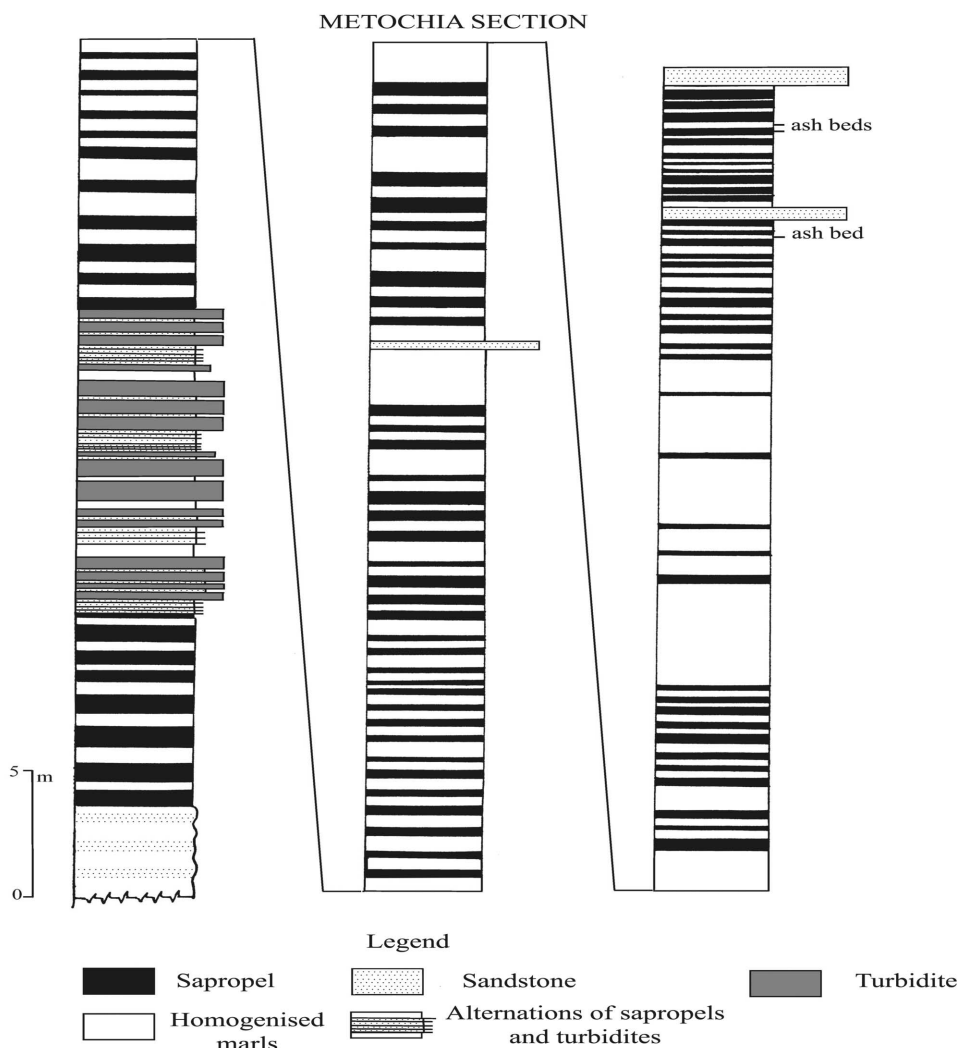 METOCHIA SECTION
ash beds
ash bed
5
m
0
Legend
Sapropel
Sandstone
Turbidite
Homogenised
marls
Alternations of sapropels
and turbidites